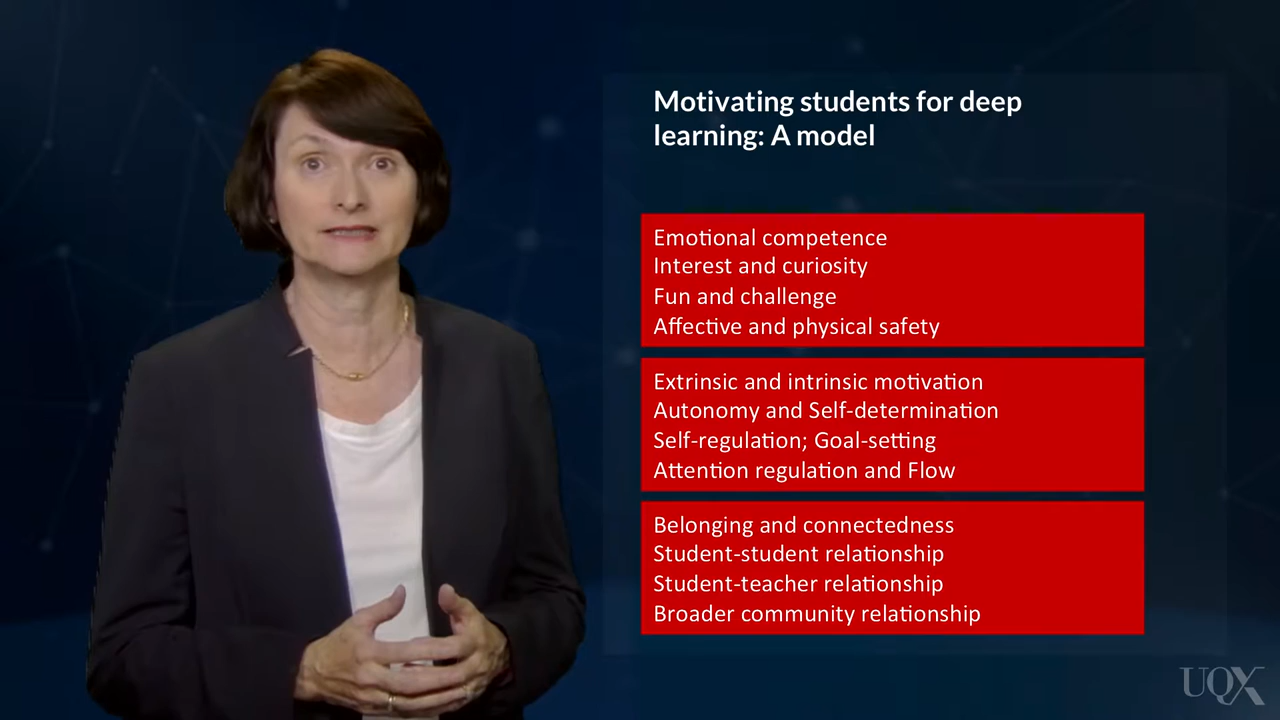 Motivating students for deep
learning: A model
Emotional competence
Interest and curiosity
Fun and challenge
Affective and physical safety
Extrinsic and intrinsic motivation
Autonomy and Self-determination
Self-regulation; Goal-setting
Attention regulation and Flow
Belonging and connectedness
Student-student relationship
Student-teacher relationship
Broader community relationship
UQX